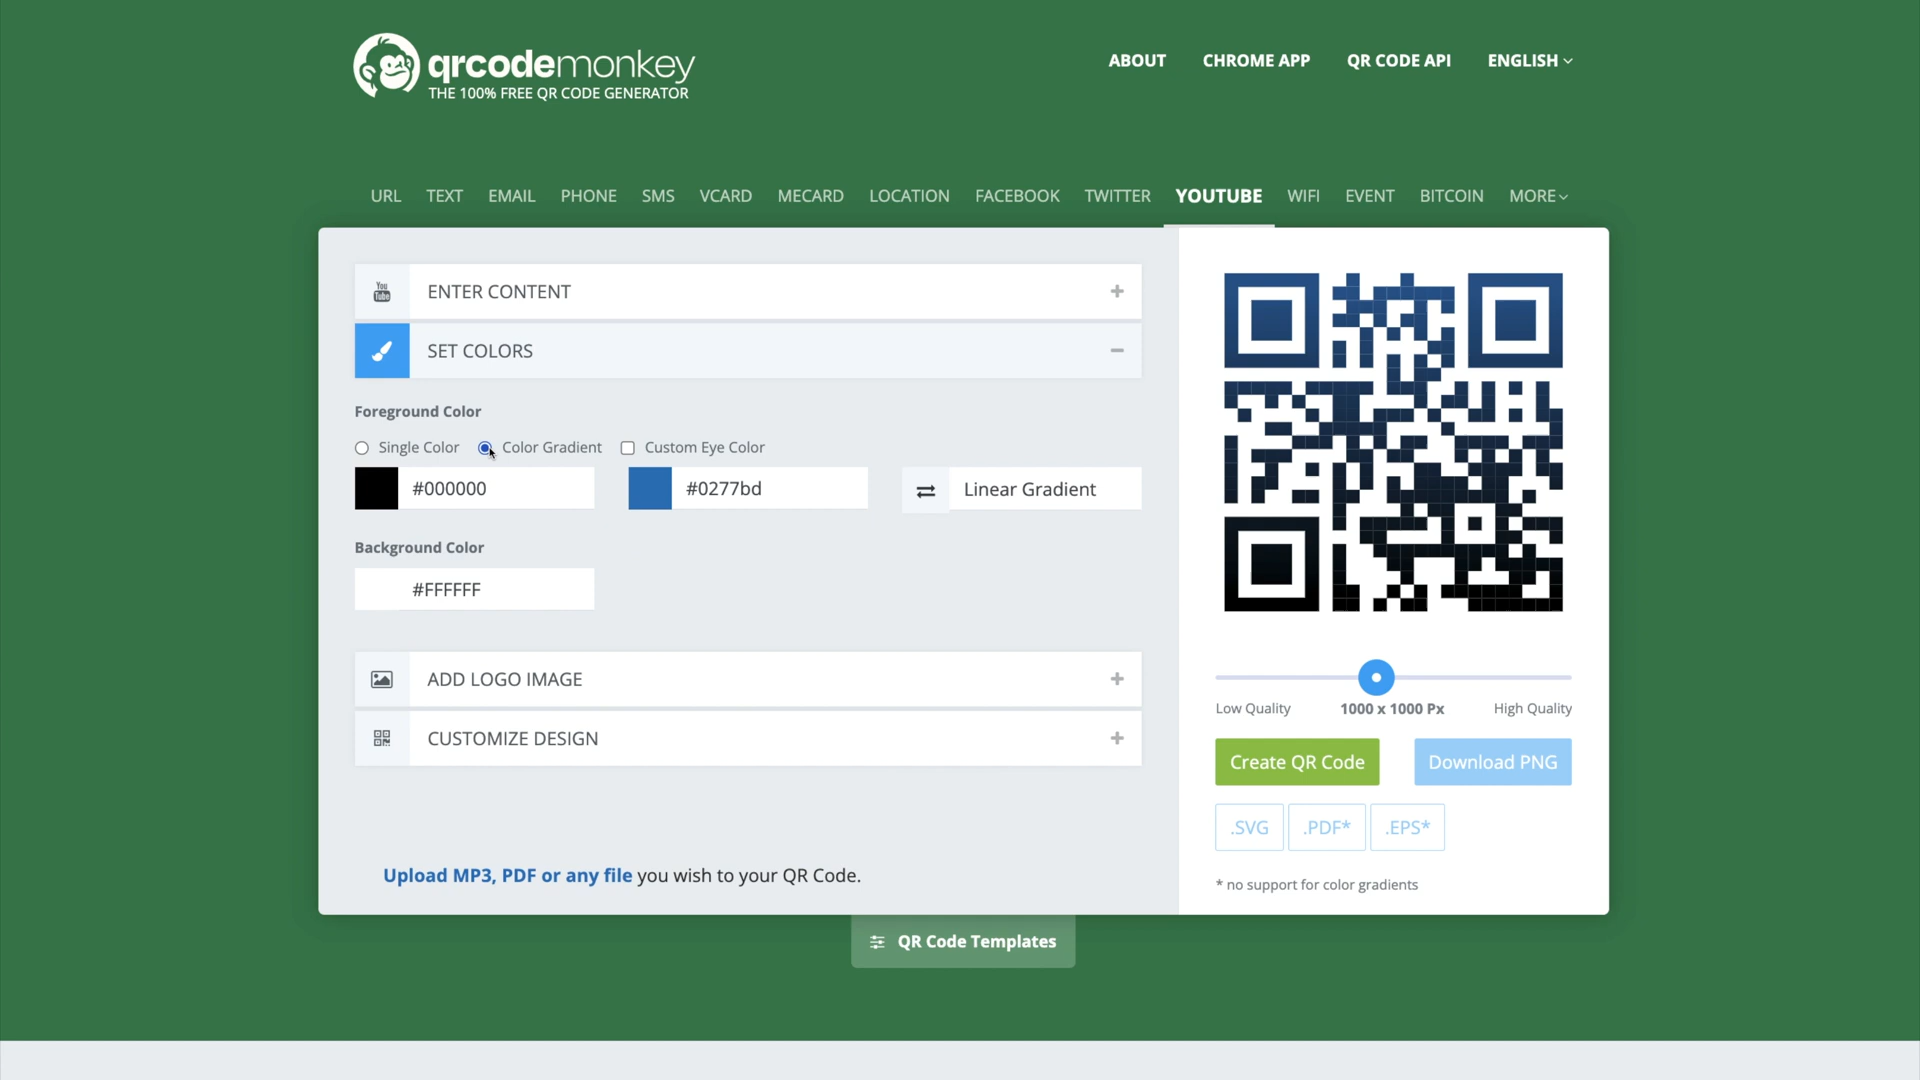 qrcodemonkey
THE 100% FREE QR CODE GENERATOR
ABOUT CHROME APP QR CODE API ENGLISH
URL TEXT EMAIL PHONE SMS VCARD MECARD LOCATION FACEBOOK TWITTER YOUTUBE WIFI EVENT BITCOIN MORE
You Tube ENTER CONTENT +
SET COLORS −
Foreground Color
Single Color Color Gradient Custom Eye Color
#000000 #0277bd Linear Gradient
Background Color
#FFFFFF
ADD LOGO IMAGE +
CUSTOMIZE DESIGN +
Upload MP3, PDF or any file you wish to your QR Code.
Low Quality 1000 x 1000 Px High Quality
Create QR Code Download PNG
.SVG .PDF* .EPS*
* no support for color gradients
QR Code Templates